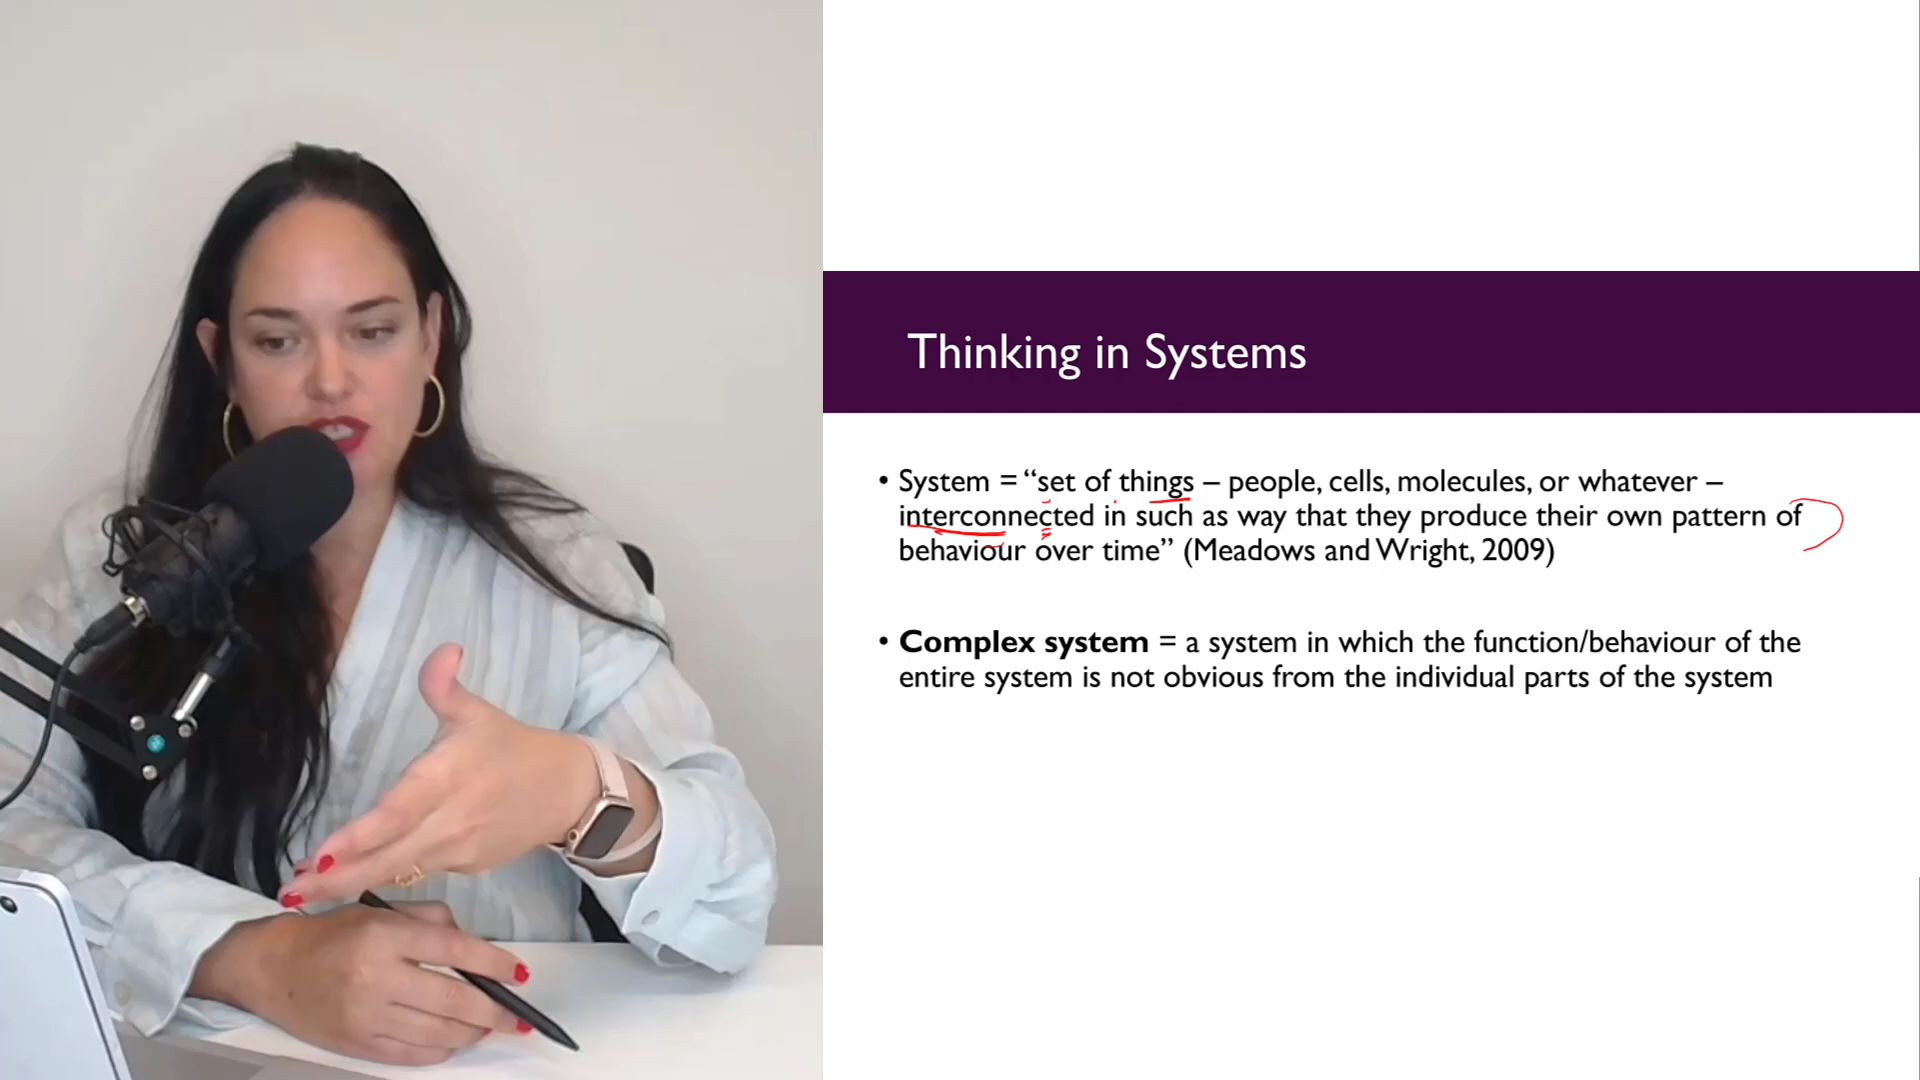 Thinking in Systems
• System = “set of things – people, cells, molecules, or whatever –
interconnected in such as way that they produce their own pattern of
behaviour over time” (Meadows and Wright, 2009)
• Complex system = a system in which the function/behaviour of the
entire system is not obvious from the individual parts of the system